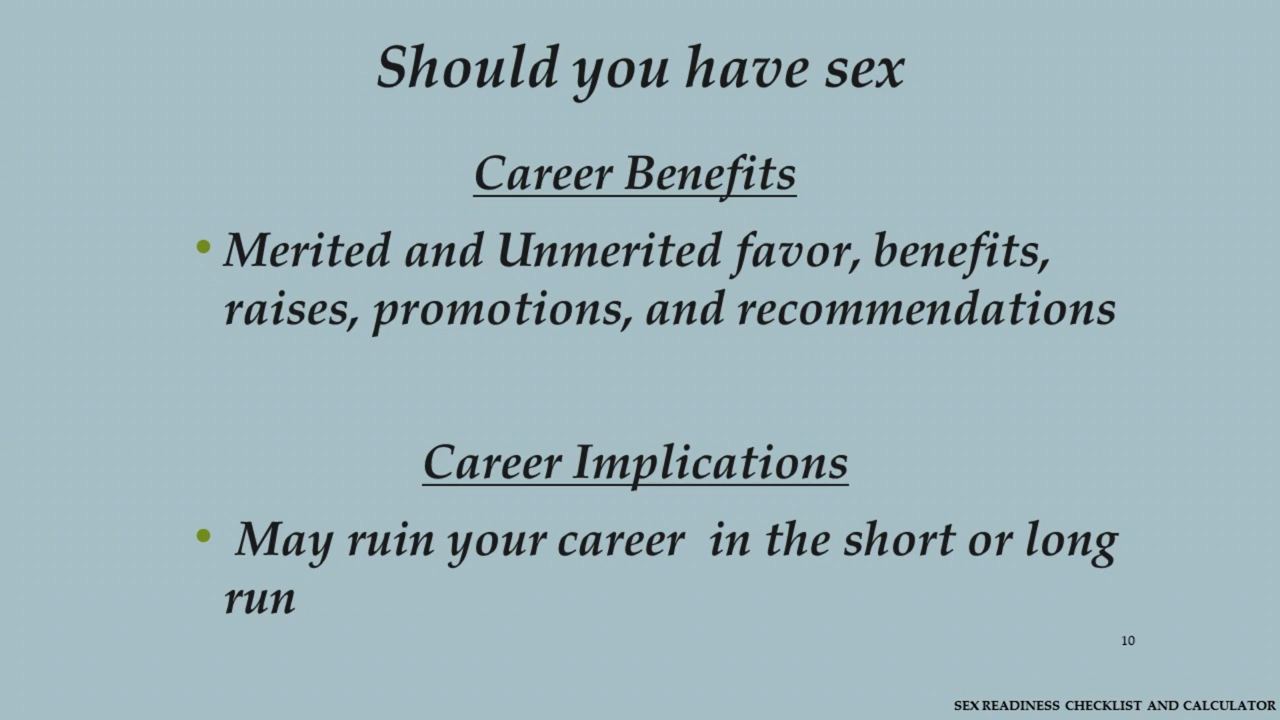 Should you have sex
Career Benefits
• Merited and Unmerited favor, benefits,
raises, promotions, and recommendations
Career Implications
• May ruin your career  in the short or long
run
10
SEX READINESS CHECKLIST AND CALCULATOR